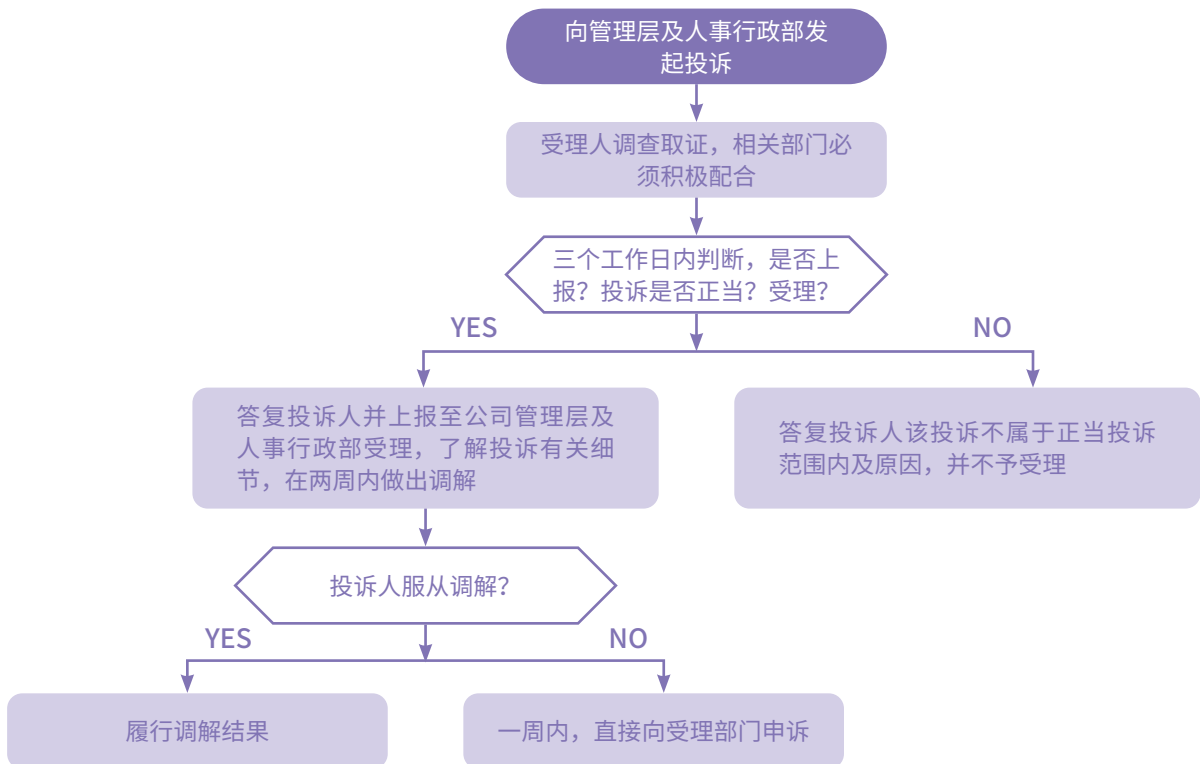 向管理层及人事行政部发
起投诉
受理人调查取证，相关部门必
须积极配合
三个工作日内判断，是否上
报？投诉是否正当？受理？
YES
NO
答复投诉人并上报至公司管理层及
人事行政部受理，了解投诉有关细
节，在两周内做出调解
答复投诉人该投诉不属于正当投诉
范围内及原因，并不予受理
投诉人服从调解？
YES
NO
履行调解结果
一周内，直接向受理部门申诉